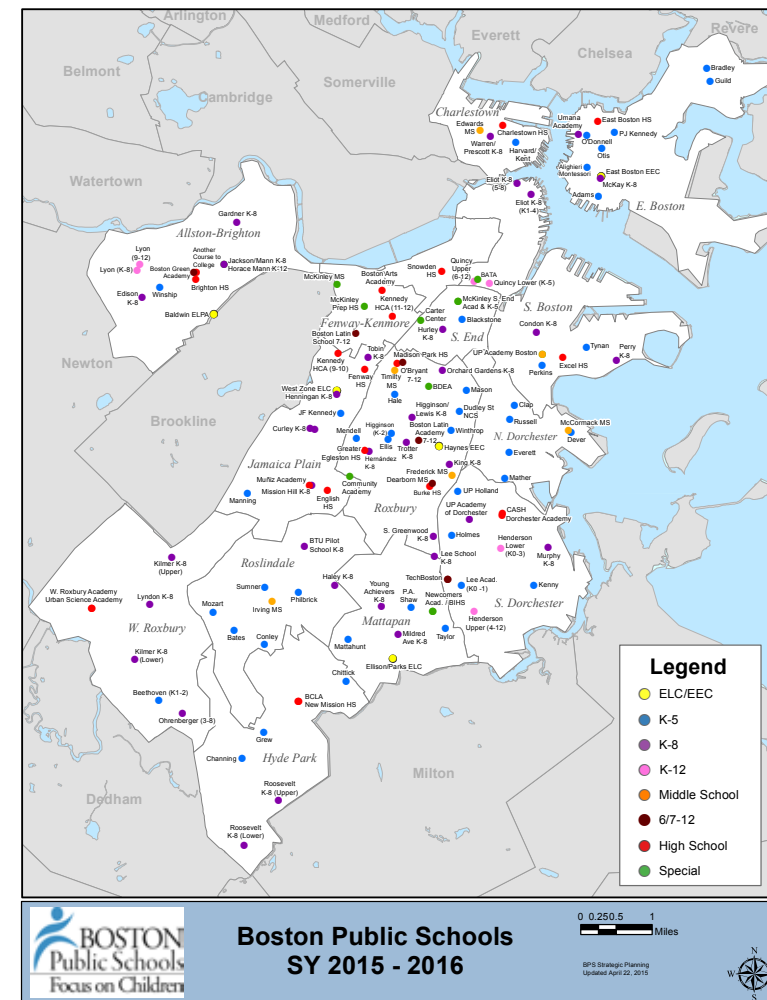 Arlington
Medford
Everett
Revere
Chelsea
Belmont
Somerville
Cambridge
Watertown
Newton
Brookline
Dedham
Milton
Charlestown
Edwards
MS
Warren/
Prescott K-8
Charlestown HS
Harvard/
Kent
Bradley
Guild
Umana
Academy
East Boston HS
PJ Kennedy
O'Donnell
Otis
Alighieri
Montessori
East Boston EEC
McKay K-8
Adams
E. Boston
Eliot K-8
(5-8)
Eliot K-8
(K1-4)
Gardner K-8
Allston-Brighton
Lyon
(9-12)
Lyon (K-8)
Another
Course to
College
Boston Green
Academy
Jackson/Mann K-8
Horace Mann K-12
Brighton HS
Edison
K-8
Winship
Baldwin ELPA
McKinley MS
Boston Arts
Academy
Snowden
HS
Quincy
Upper
(6-12)
BATA
Quincy Lower (K-5)
McKinley
Prep HS
Kennedy
HCA (11-12)
Fenway-Kenmore
Carter
Center
McKinley S. End
Acad & K-5
Blackstone
Hurley
K-8
S. End
S. Boston
Condon K-8
Boston Latin
School 7-12
Kennedy
HCA (9-10)
Tobin
K-8
Fenway
HS
Madison Park HS
O'Bryant
7-12
Timilty
MS
Hale
Orchard Gardens K-8
BDEA
Mason
UP Academy Boston
Perkins
Excel HS
Tynan
Perry
K-8
West Zone ELC
Hennigan K-8
JF Kennedy
Curley K-8
Mendell
Higginson
(K-2)
Ellis
Higginson/
Lewis K-8
Boston Latin
Academy
7-12
Trotter
K-8
Dudley St
NCS
Winthrop
Haynes EEC
Clap
Russell
N. Dorchester
McCormack MS
Dever
Everett
Mather
Greater
Egleston HS
Hernández
K-8
Jamaica Plain
Muñiz Academy
Mission Hill K-8
English
HS
Community
Academy
Manning
King K-8
Frederick MS
Dearborn MS
Burke HS
Roxbury
UP Holland
UP Academy
of Dorchester
CASH
Dorchester Academy
Holmes
Henderson
Lower
(K0-3)
Murphy
K-8
S. Greenwood
K-8
Lee School
K-8
BTU Pilot
School K-8
Roslindale
Kilmer K-8
(Upper)
W. Roxbury Academy
Urban Science Academy
Lyndon K-8
W. Roxbury
Kilmer K-8
(Lower)
Beethoven (K1-2)
Ohrenberger (3-8)
Sumner
Irving MS
Mozart
Bates
Conley
Philbrick
Haley K-8
Young
Achievers
K-8
P.A.
Shaw
TechBoston
Lee Acad.
(K0 -1)
Newcomers
Acad. / BIHS
Kenny
S. Dorchester
Henderson
Upper (4-12)
Mattapan
Mildred
Ave K-8
Taylor
Mattahunt
Ellison/Parks ELC
Chittick
BCLA
New Mission HS
Grew
Channing
Hyde Park
Roosevelt
K-8 (Upper)
Roosevelt
K-8 (Lower)
Legend
ELC/EEC
K-5
K-8
K-12
Middle School
6/7-12
High School
Special
BOSTON
Public Schools
Focus on Children
Boston Public Schools
SY 2015 - 2016
0 0.250.5 1
Miles
BPS Strategic Planning
Updated April 22, 2015
N
W
E
S